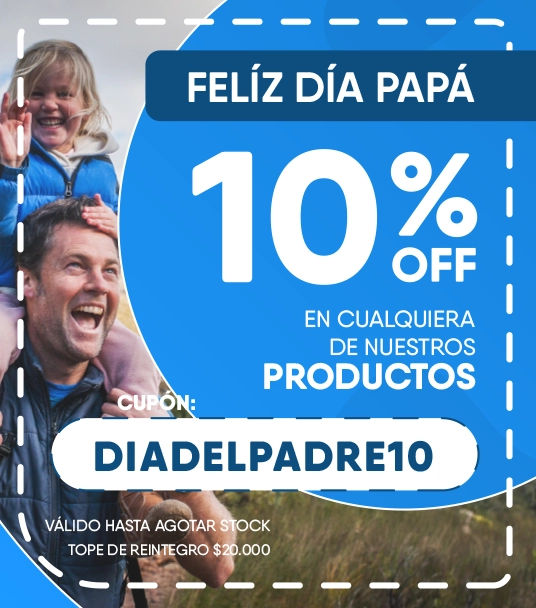 FELÍZ DÍA PAPÁ
10%
OFF
EN CUALQUIERA
DE NUESTROS
PRODUCTOS
CUPÓN:
DIADELPADRE10
VÁLIDO HASTA AGOTAR STOCK
TOPE DE REINTEGRO $20.000